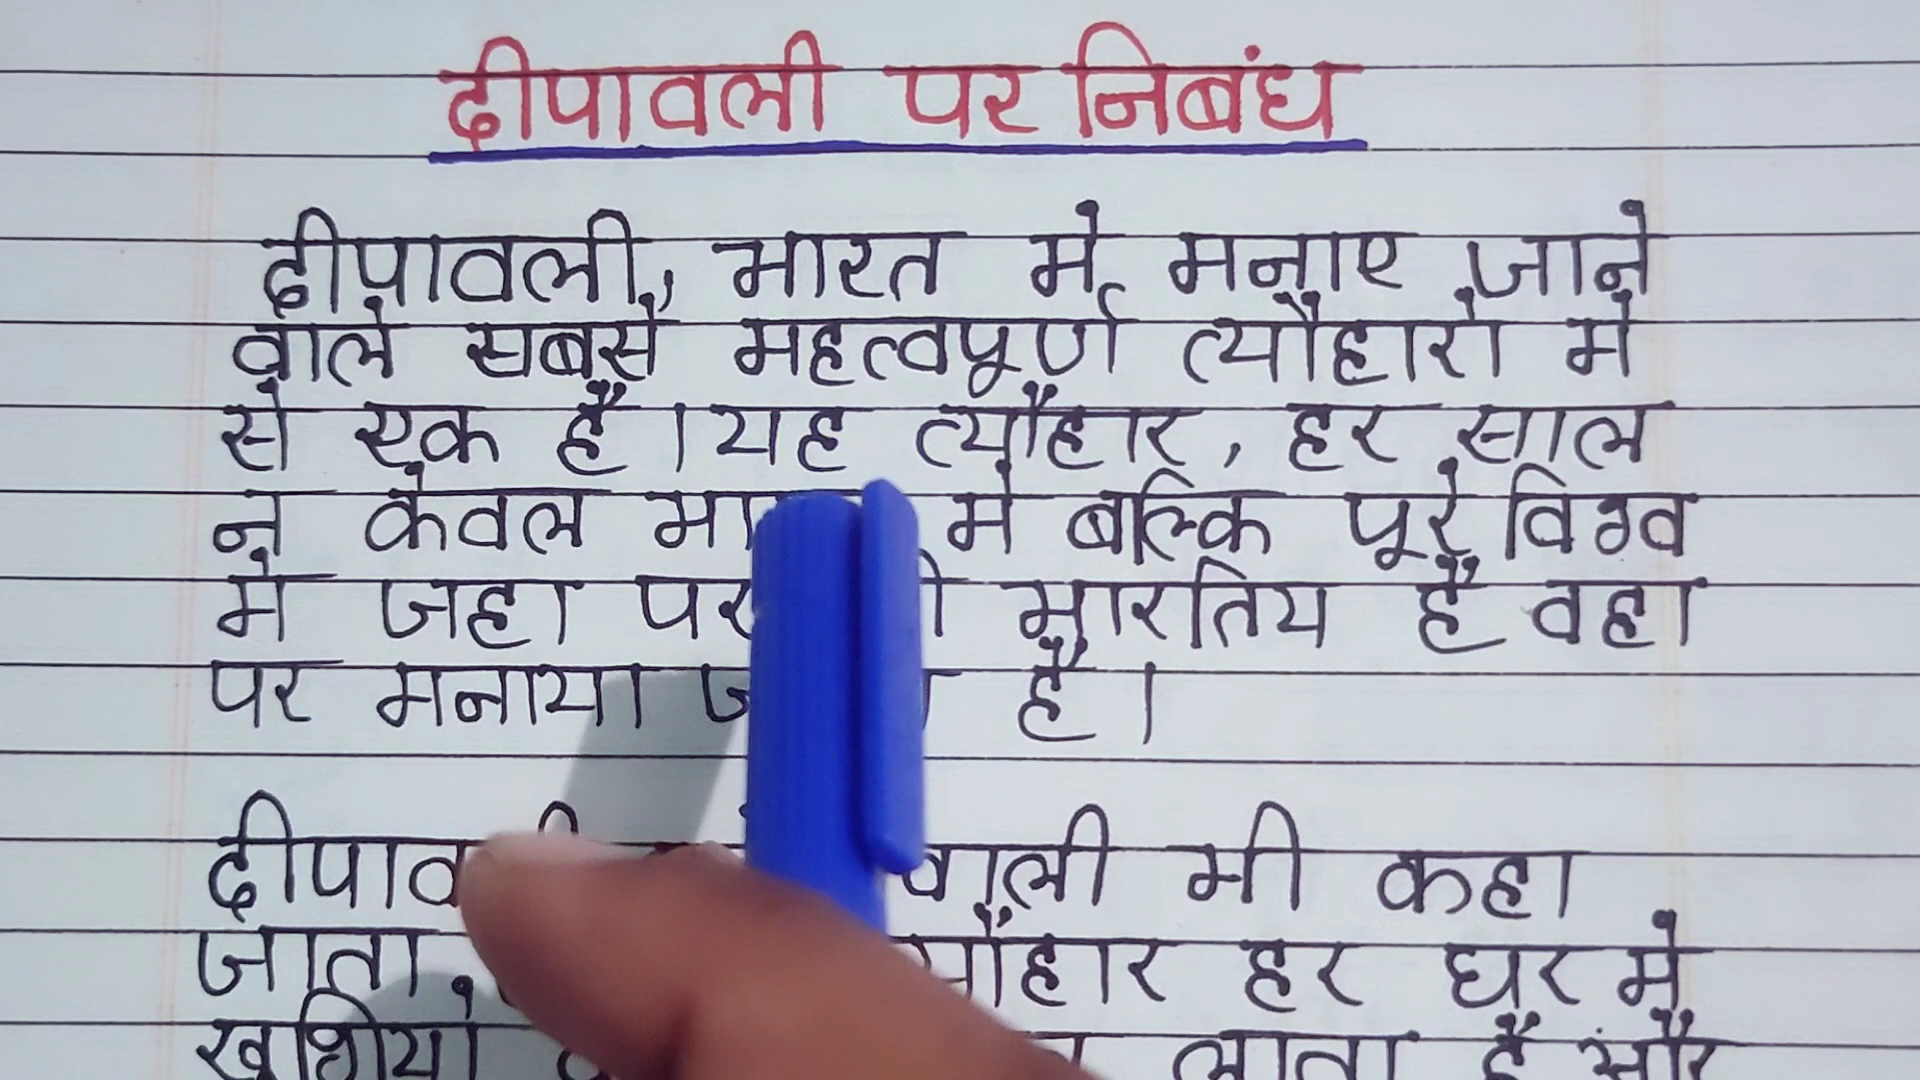 दीपावली पर निबंध
दीपावली, भारत मे मनाए जाने
वाले सबसे महत्वपूर्ण त्यौहारो मे
से एक है। यह त्यौहार, हर साल
न केवल मे बल्कि पूरे विश्व
मे जहा पर भारतिय है वहा
पर मनाया है।
भी कहा
जाता हर घर मे
लाता है और